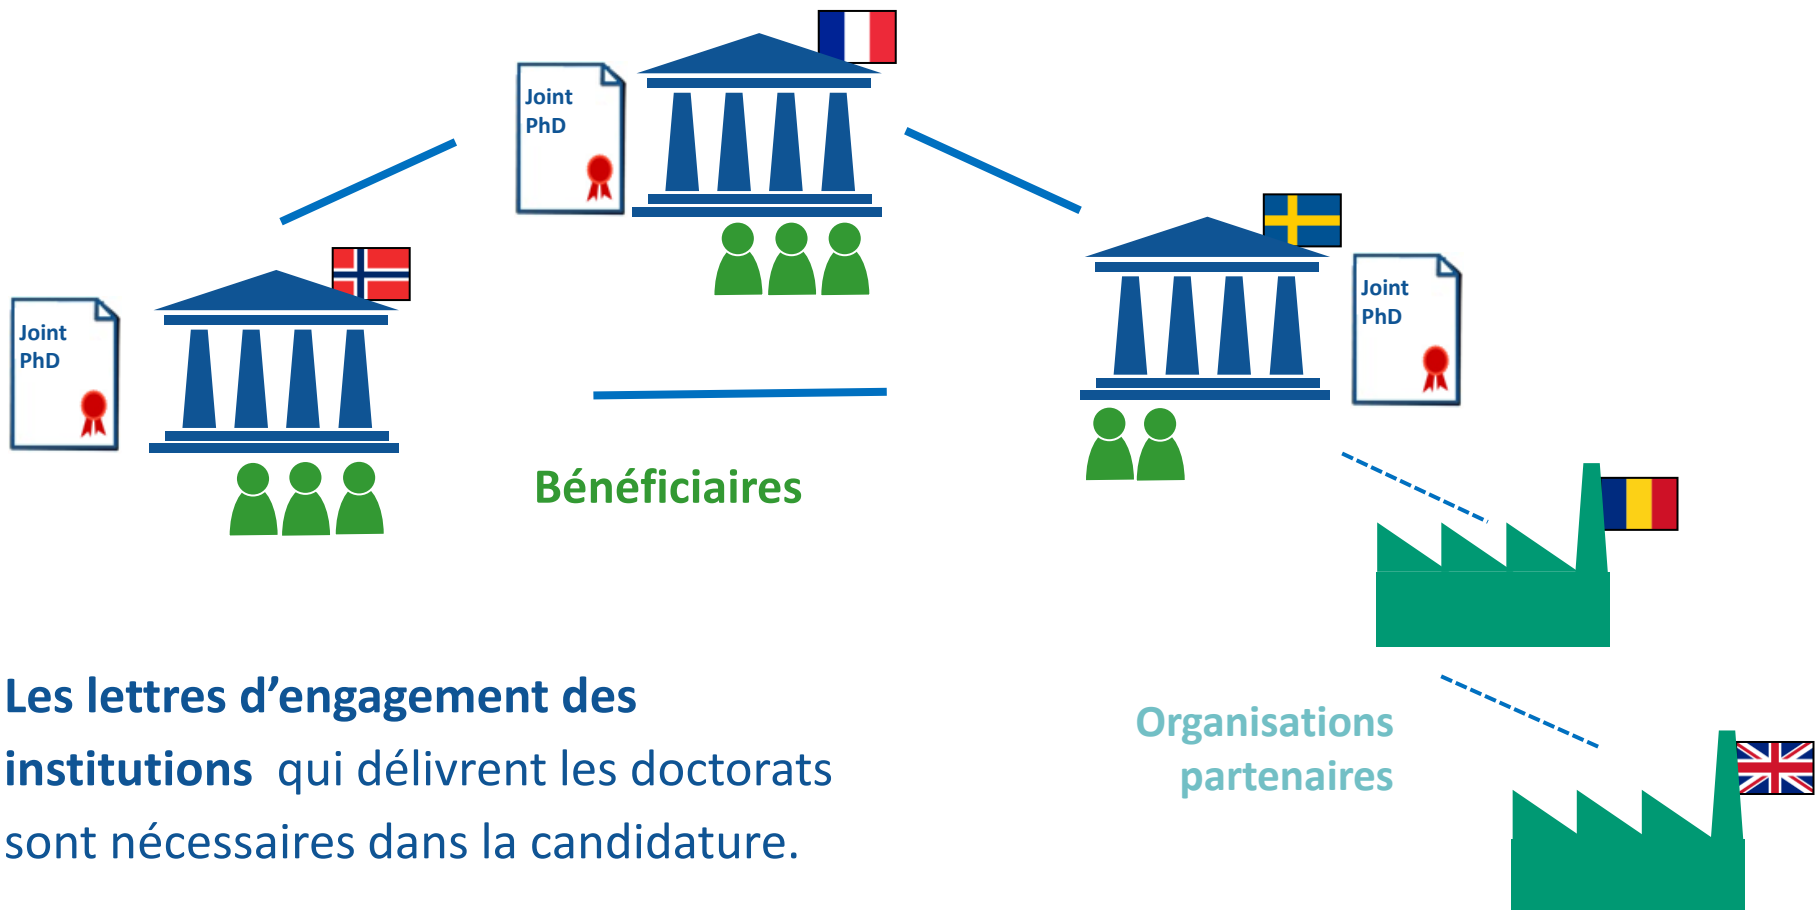 Joint
PhD
Joint
PhD
Joint
PhD
Bénéficiaires
Les lettres d’engagement des
institutions qui délivrent les doctorats
sont nécessaires dans la candidature.
Organisations
partenaires